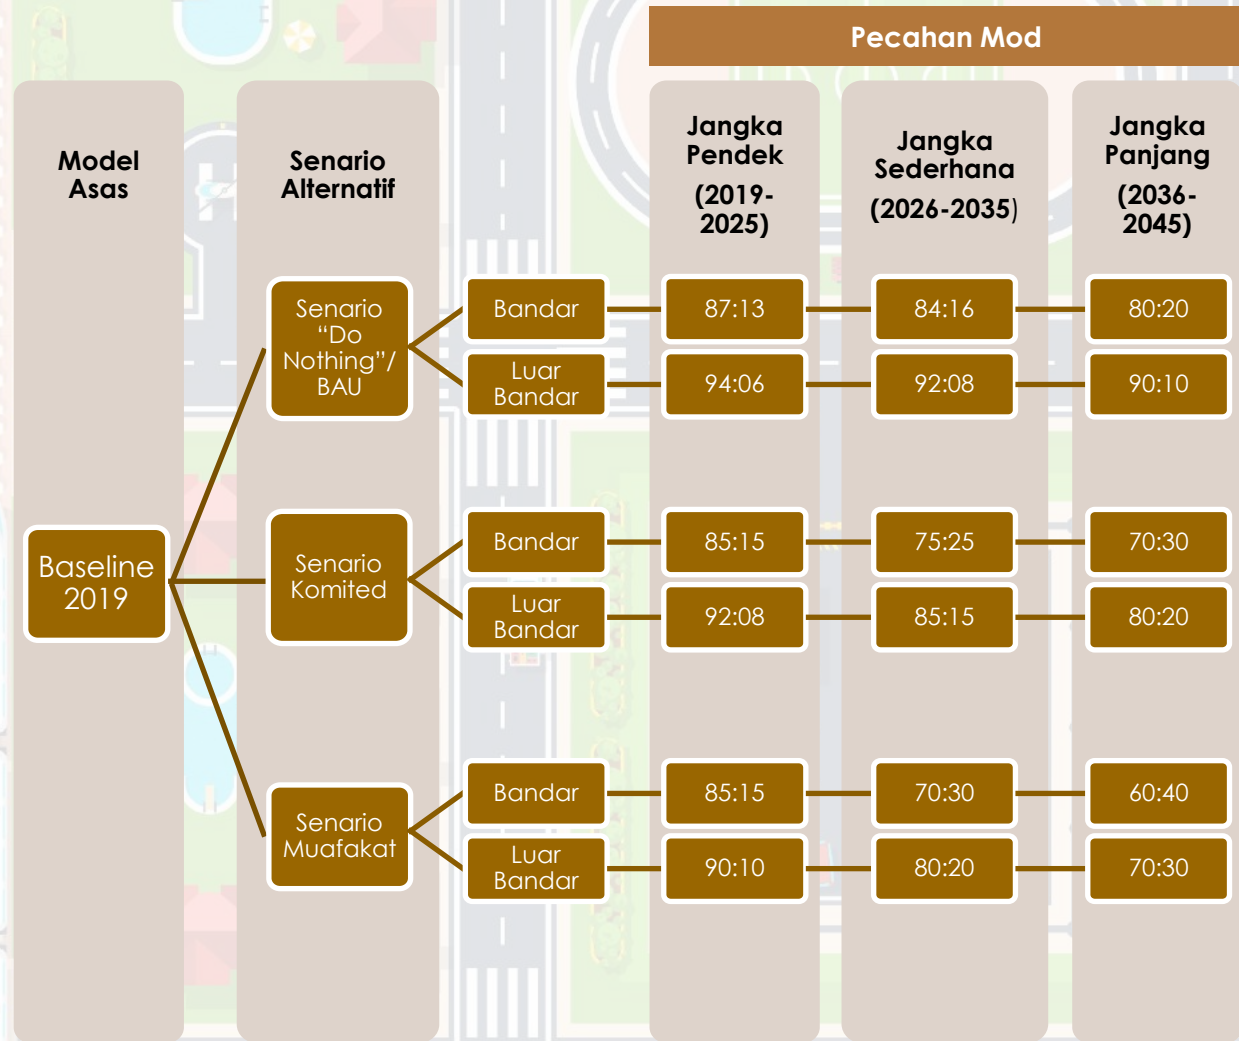 Pecahan Mod
Model
Asas
Senario
Alternatif
Jangka
Pendek
(2019-
2025)
Jangka
Sederhana
(2026-2035)
Jangka
Panjang
(2036-
2045)
Baseline
2019
Senario
“Do
Nothing”/
BAU
Bandar
87:13
84:16
80:20
Luar
Bandar
94:06
92:08
90:10
Senario
Komited
Bandar
85:15
75:25
70:30
Luar
Bandar
92:08
85:15
80:20
Senario
Muafakat
Bandar
85:15
70:30
60:40
Luar
Bandar
90:10
80:20
70:30